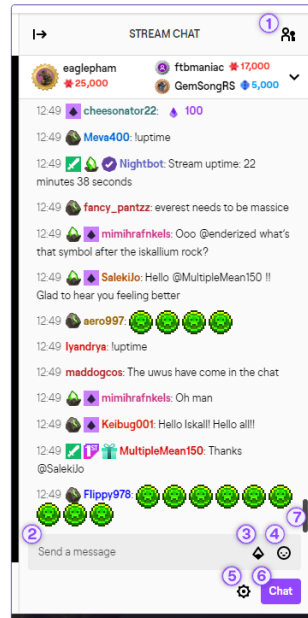 1
STREAM CHAT
eaglepham
25,000
ftbmaniac 17,000
GemSongRS 5,000
12:49 cheesonator22: 100
12:49 Meva400: !uptime
12:49 Nightbot: Stream uptime: 22
minutes 38 seconds
12:49 fancy_pantzz: everest needs to be massice
12:49 mimihrafnkels: Ooo @enderized what's
that symbol after the iskallium rock?
12:49 SalekiJo: Hello @MultipleMean150 !!
Glad to hear you feeling better
12:49 aero997:
12:49 lyandrya: !uptime
12:49 maddogcos: The uwus have come in the chat
12:49 mimihrafnkels: Oh man
12:49 Keibug001: Hello Iskall! Hello all!!
12:49 MultipleMean150: Thanks
@SalekiJo
12:49 Flippy978:
7
2 3 4
Send a message
5 6
Chat